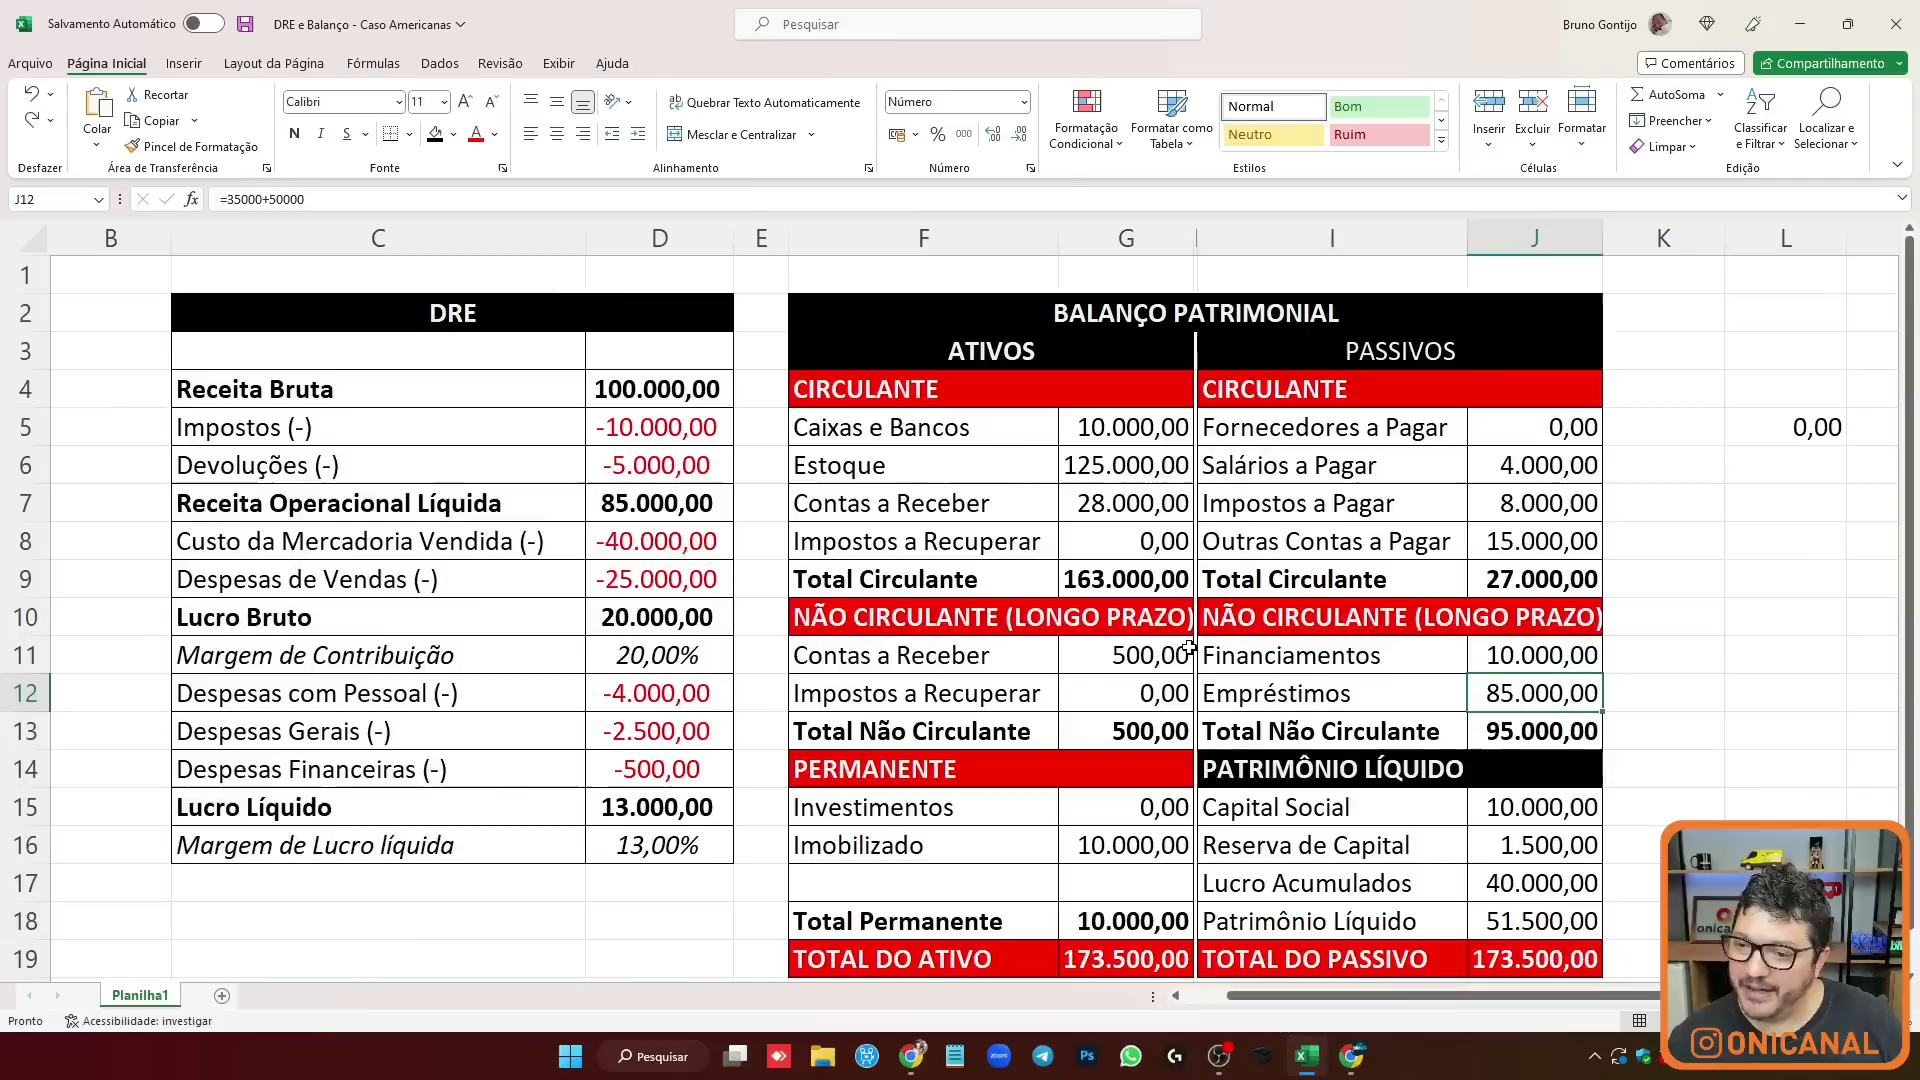 Salvamento Automático
DRE e Balanço - Caso Americanas
Pesquisar
Bruno Gontijo
Arquivo
Página Inicial
Inserir
Layout da Página
Fórmulas
Dados
Revisão
Exibir
Ajuda
Comentários
Compartilhamento
Colar
Recortar
Copiar
Pincel de Formatação
Calibri
11
N I S
Quebrar Texto Automaticamente
Mesclar e Centralizar
Número
% 000
Formatação Condicional
Formatar como Tabela
Normal
Bom
Neutro
Ruim
Inserir
Excluir
Formatar
AutoSoma
Preencher
Limpar
Classificar e Filtrar
Localizar e Selecionar
Desfazer
Área de Transferência
Fonte
Alinhamento
Número
Estilos
Células
Edição
J12
fx
=35000+50000
B C D E F G I J K L
1
2 DRE BALANÇO PATRIMONIAL
3 ATIVOS PASSIVOS
4 Receita Bruta 100.000,00 CIRCULANTE CIRCULANTE
5 Impostos (-) -10.000,00 Caixas e Bancos 10.000,00 Fornecedores a Pagar 0,00 0,00
6 Devoluções (-) -5.000,00 Estoque 125.000,00 Salários a Pagar 4.000,00
7 Receita Operacional Líquida 85.000,00 Contas a Receber 28.000,00 Impostos a Pagar 8.000,00
8 Custo da Mercadoria Vendida (-) -40.000,00 Impostos a Recuperar 0,00 Outras Contas a Pagar 15.000,00
9 Despesas de Vendas (-) -25.000,00 Total Circulante 163.000,00 Total Circulante 27.000,00
10 Lucro Bruto 20.000,00 NÃO CIRCULANTE (LONGO PRAZO) NÃO CIRCULANTE (LONGO PRAZO)
11 Margem de Contribuição 20,00% Contas a Receber 500,00 Financiamentos 10.000,00
12 Despesas com Pessoal (-) -4.000,00 Impostos a Recuperar 0,00 Empréstimos 85.000,00
13 Despesas Gerais (-) -2.500,00 Total Não Circulante 500,00 Total Não Circulante 95.000,00
14 Despesas Financeiras (-) -500,00 PERMANENTE PATRIMÔNIO LÍQUIDO
15 Lucro Líquido 13.000,00 Investimentos 0,00 Capital Social 10.000,00
16 Margem de Lucro líquida 13,00% Imobilizado 10.000,00 Reserva de Capital 1.500,00
17 Lucro Acumulados 40.000,00
18 Total Permanente 10.000,00 Patrimônio Líquido 51.500,00
19 TOTAL DO ATIVO 173.500,00 TOTAL DO PASSIVO 173.500,00
Planilha1
Pronto
Acessibilidade: investigar
Pesquisar
zoom
Ps
ONICANAL